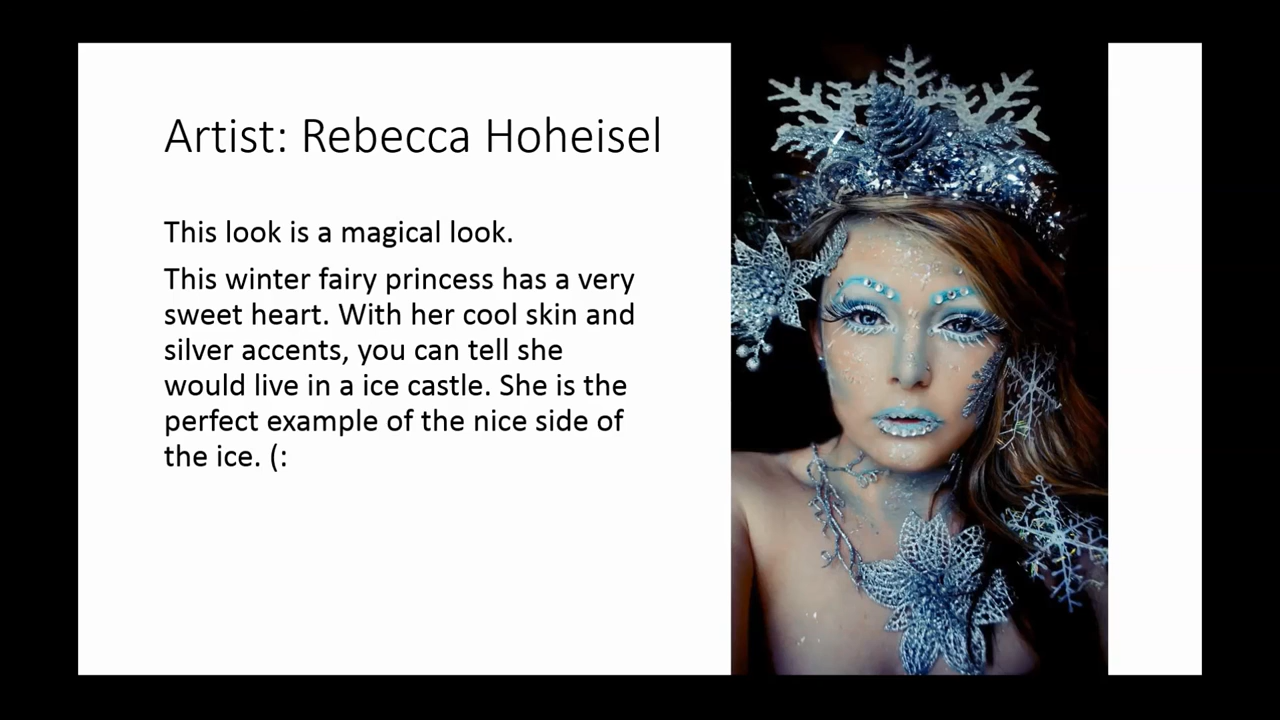 Artist: Rebecca Hoheisel
This look is a magical look.
This winter fairy princess has a very
sweet heart. With her cool skin and
silver accents, you can tell she
would live in a ice castle. She is the
perfect example of the nice side of
the ice. (: